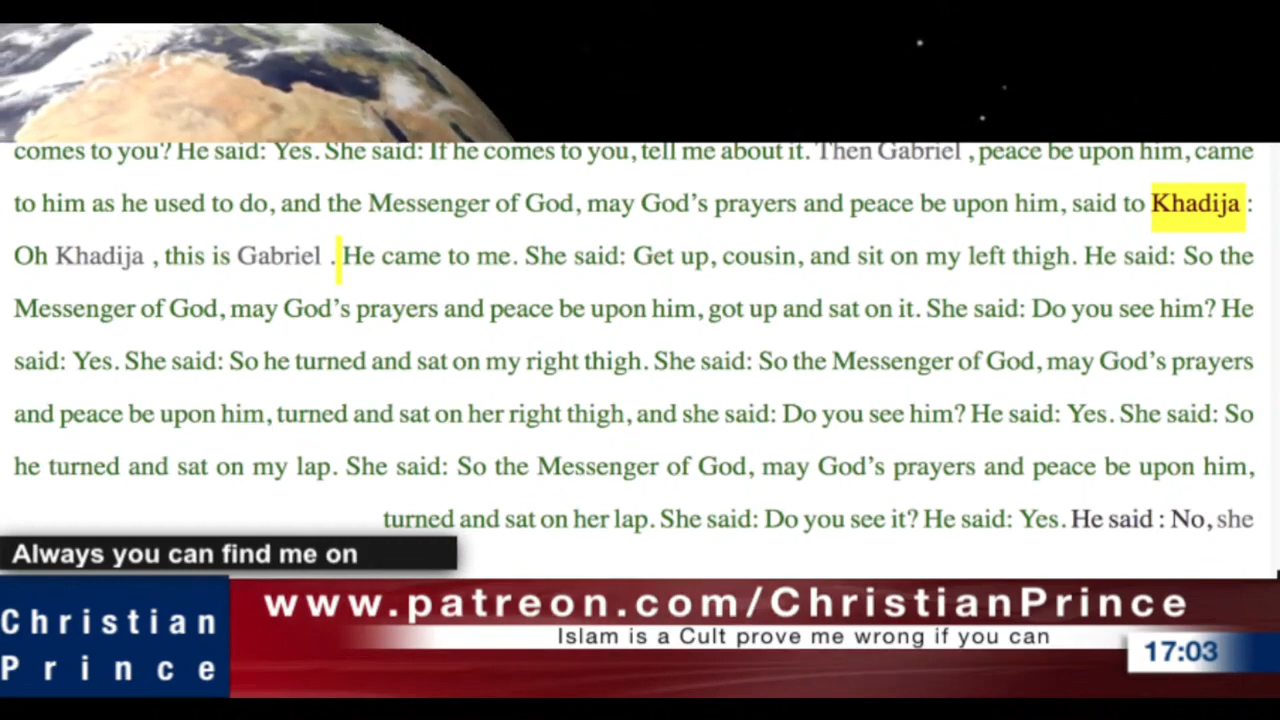 comes to you? He said: Yes. She said: If he comes to you, tell me about it. Then Gabriel , peace be upon him, came
to him as he used to do, and the Messenger of God, may God's prayers and peace be upon him, said to Khadija :
Oh Khadija , this is Gabriel . He came to me. She said: Get up, cousin, and sit on my left thigh. He said: So the
Messenger of God, may God's prayers and peace be upon him, got up and sat on it. She said: Do you see him? He
said: Yes. She said: So he turned and sat on my right thigh. She said: So the Messenger of God, may God's prayers
and peace be upon him, turned and sat on her right thigh, and she said: Do you see him? He said: Yes. She said: So
he turned and sat on my lap. She said: So the Messenger of God, may God's prayers and peace be upon him,
turned and sat on her lap. She said: Do you see it? He said: Yes. He said : No, she
Always you can find me on
Christian
Prince
www.patreon.com/ChristianPrince
Islam is a Cult prove me wrong if you can
17:03